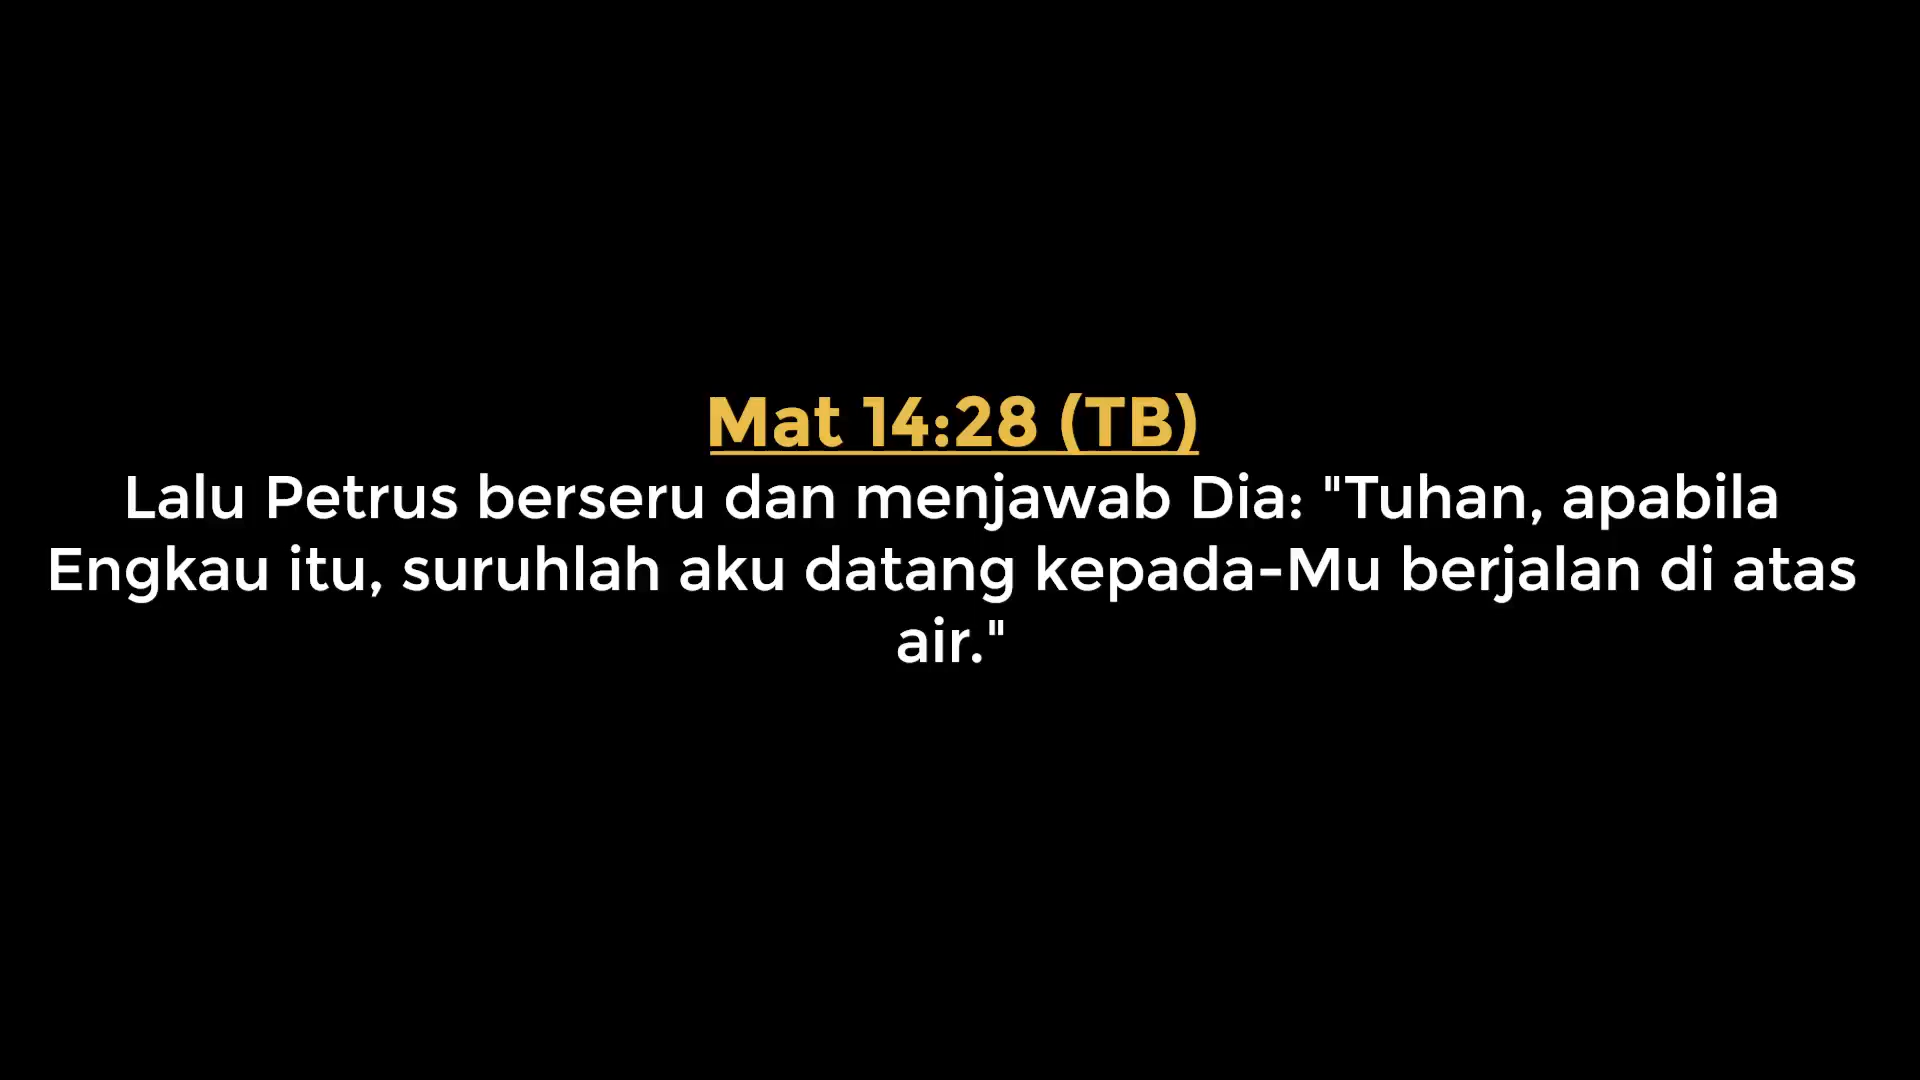 Mat 14:28 (TB)
Lalu Petrus berseru dan menjawab Dia: "Tuhan, apabila
Engkau itu, suruhlah aku datang kepada-Mu berjalan di atas
air."